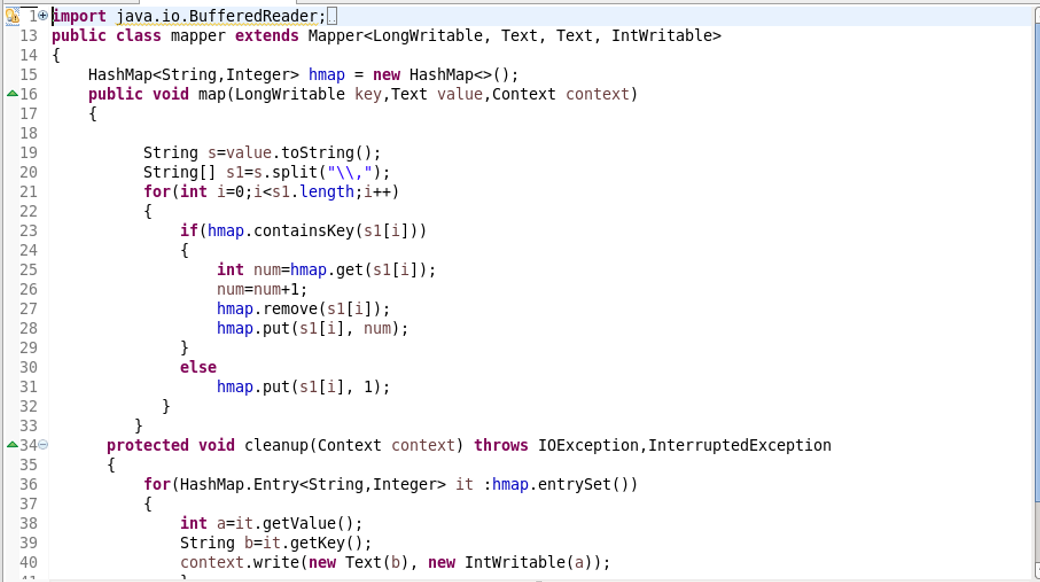 1 import java.io.BufferedReader;
13 public class mapper extends Mapper<LongWritable, Text, Text, IntWritable>
14 {
15 HashMap<String,Integer> hmap = new HashMap<>();
16 public void map(LongWritable key,Text value,Context context)
17 {
18
19 String s=value.toString();
20 String[] s1=s.split("\\,");
21 for(int i=0;i<s1.length;i++)
22 {
23 if(hmap.containsKey(s1[i]))
24 {
25 int num=hmap.get(s1[i]);
26 num=num+1;
27 hmap.remove(s1[i]);
28 hmap.put(s1[i], num);
29 }
30 else
31 hmap.put(s1[i], 1);
32 }
33 }
34 protected void cleanup(Context context) throws IOException,InterruptedException
35 {
36 for(HashMap.Entry<String,Integer> it :hmap.entrySet())
37 {
38 int a=it.getValue();
39 String b=it.getKey();
40 context.write(new Text(b), new IntWritable(a));